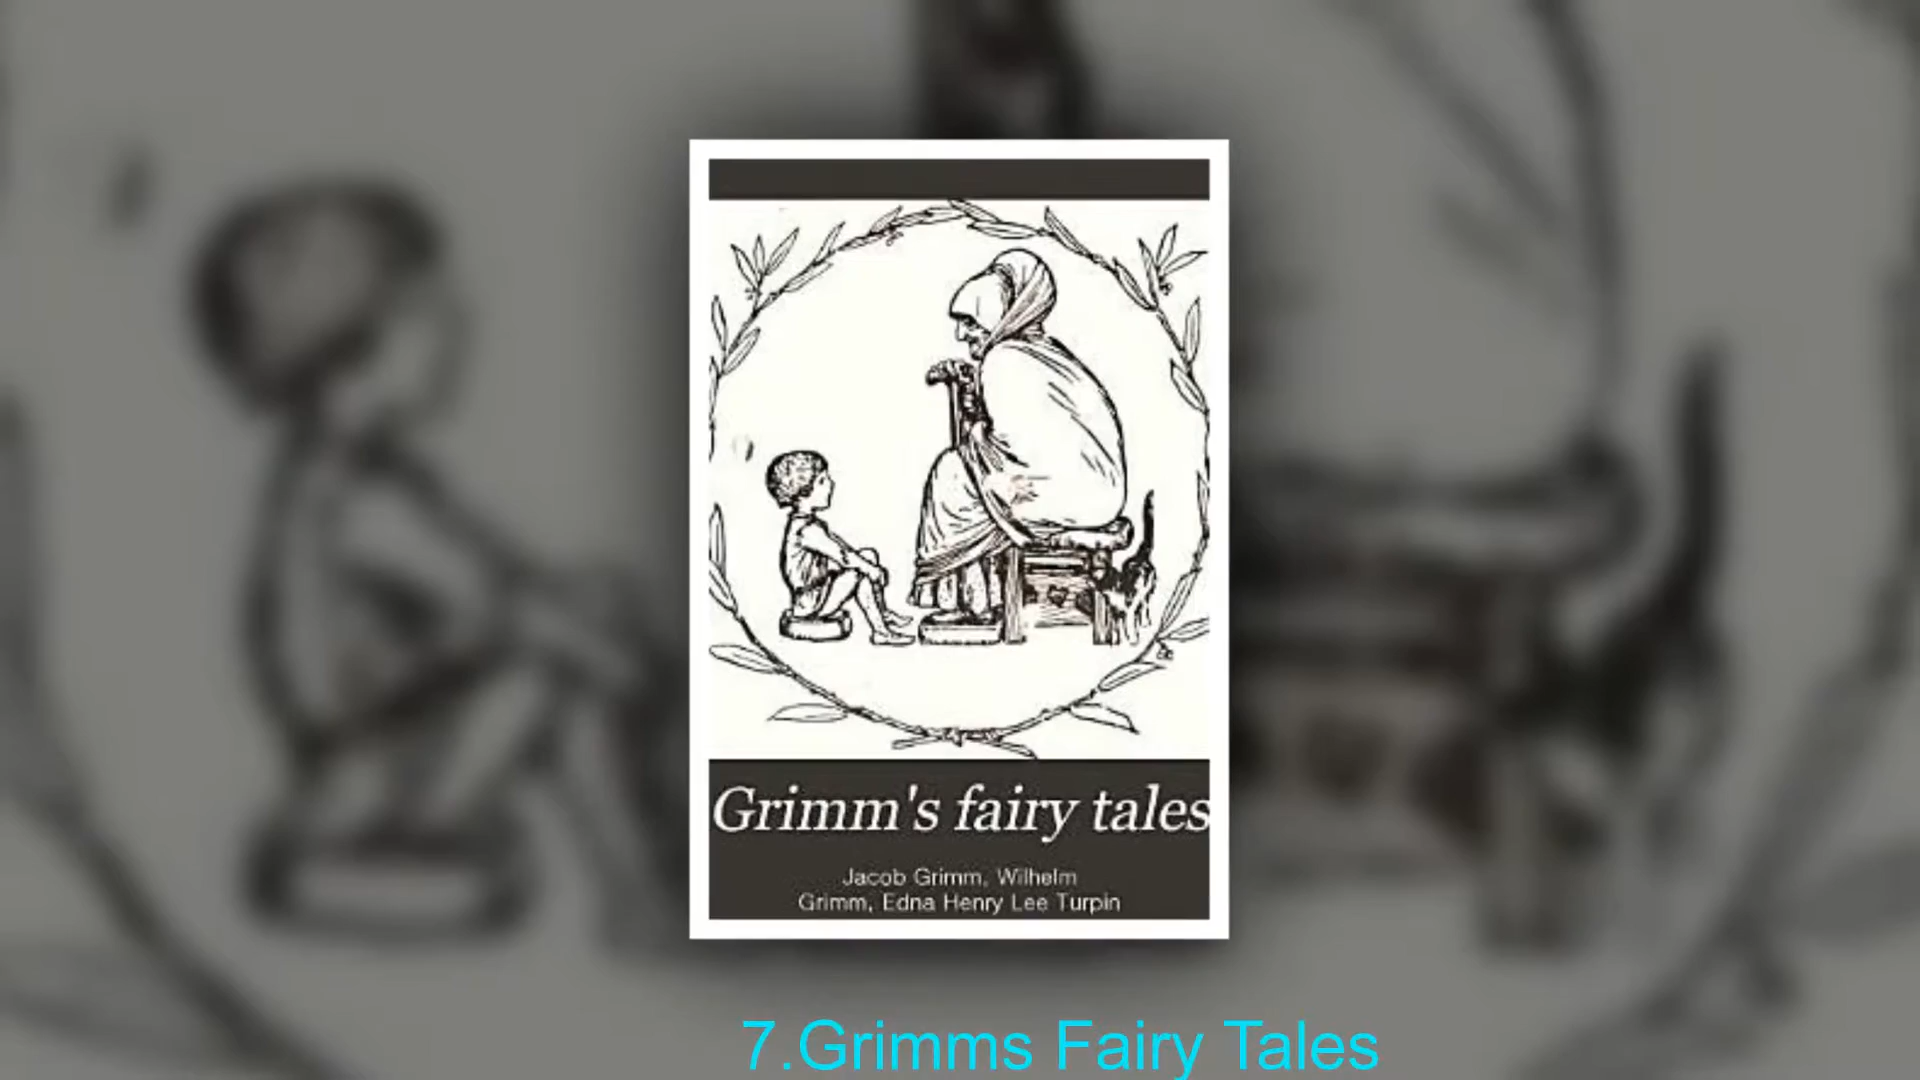 Grimm's fairy tales
Jacob Grimm, Wilhelm
Grimm, Edna Henry Lee Turpin
7.Grimms Fairy Tales